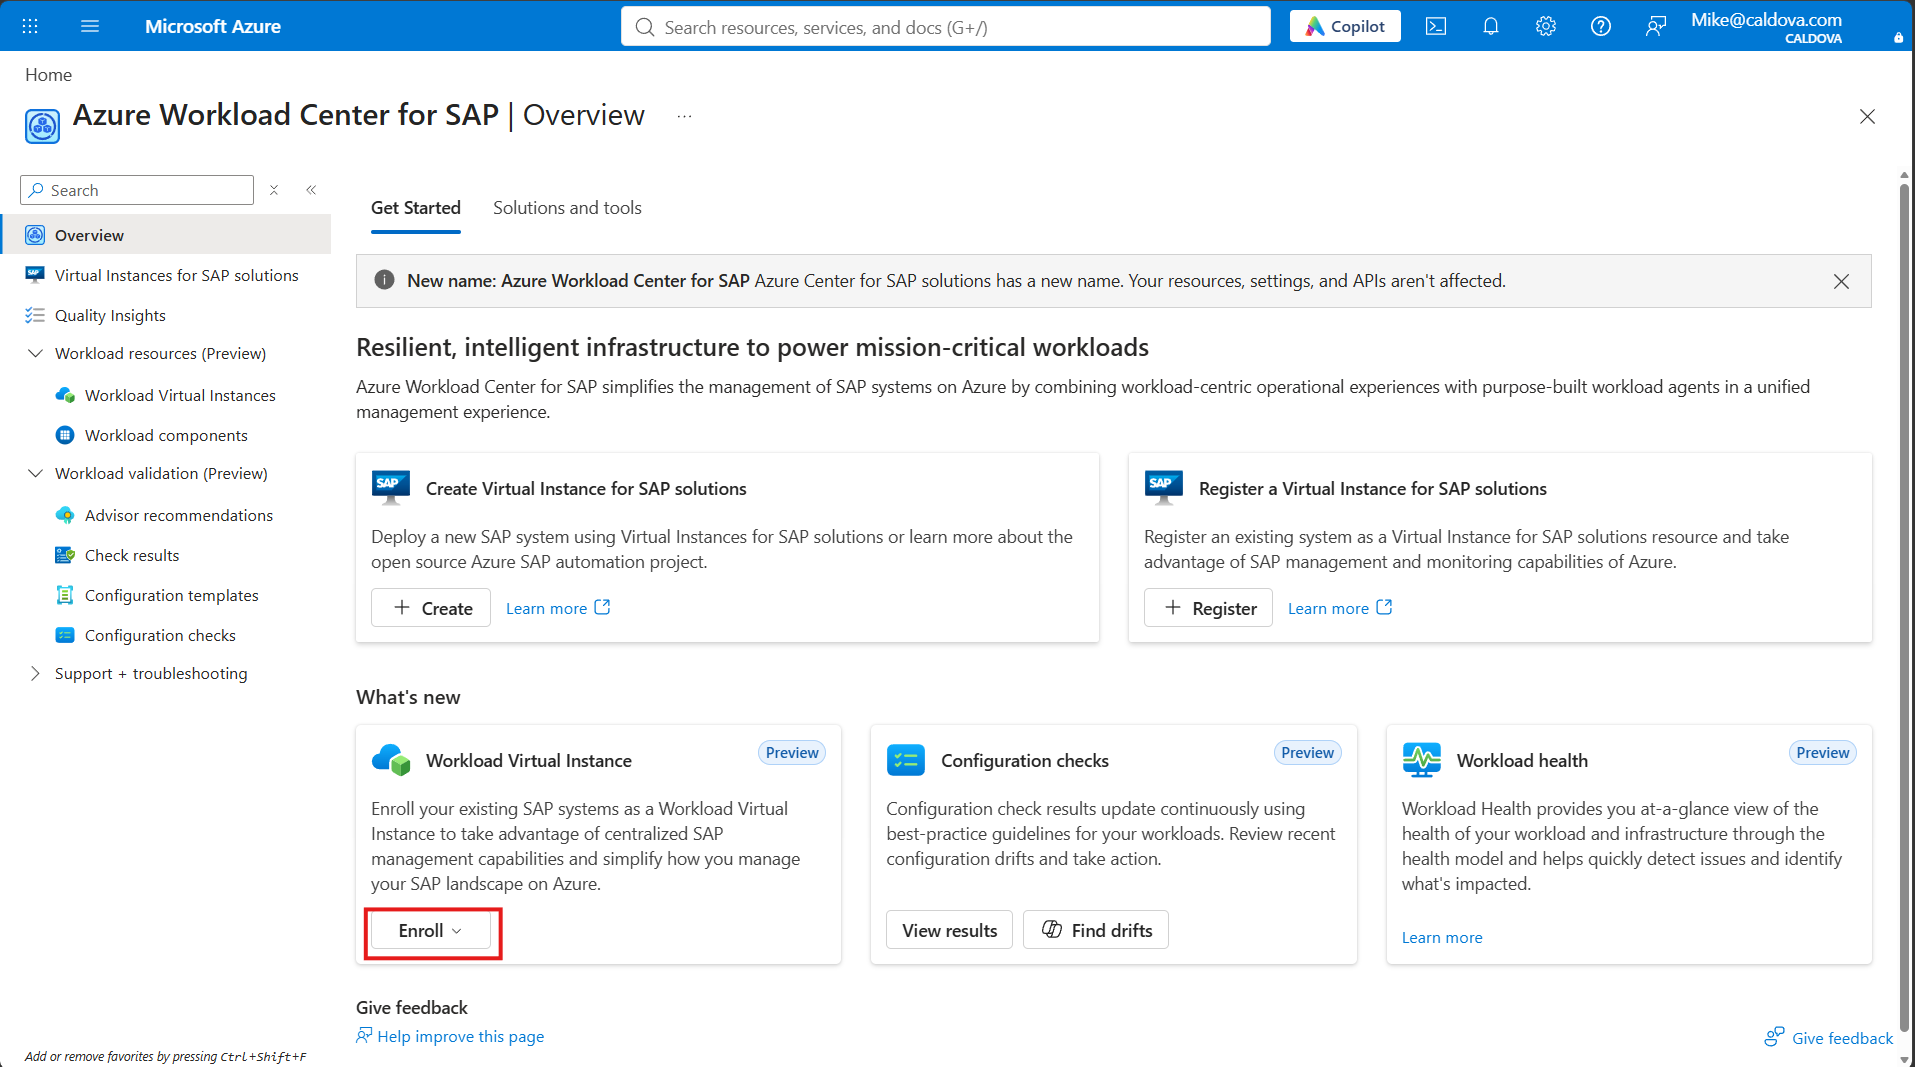 Microsoft Azure
Search resources, services, and docs (G+/)
Copilot
Mike@caldova.com
CALDOVA
Home
Azure Workload Center for SAP | Overview
...
Search
Overview
Virtual Instances for SAP solutions
Quality Insights
Workload resources (Preview)
Workload Virtual Instances
Workload components
Workload validation (Preview)
Advisor recommendations
Check results
Configuration templates
Configuration checks
Support + troubleshooting
Add or remove favorites by pressing Ctrl+Shift+F
Get Started
Solutions and tools
New name: Azure Workload Center for SAP Azure Center for SAP solutions has a new name. Your resources, settings, and APIs aren't affected.
Resilient, intelligent infrastructure to power mission-critical workloads
Azure Workload Center for SAP simplifies the management of SAP systems on Azure by combining workload-centric operational experiences with purpose-built workload agents in a unified
management experience.
SAP
Create Virtual Instance for SAP solutions
Deploy a new SAP system using Virtual Instances for SAP solutions or learn more about the
open source Azure SAP automation project.
+ Create
Learn more
SAP
Register a Virtual Instance for SAP solutions
Register an existing system as a Virtual Instance for SAP solutions resource and take
advantage of SAP management and monitoring capabilities of Azure.
+ Register
Learn more
What's new
Workload Virtual Instance
Preview
Enroll your existing SAP systems as a Workload Virtual
Instance to take advantage of centralized SAP
management capabilities and simplify how you manage
your SAP landscape on Azure.
Enroll
Configuration checks
Preview
Configuration check results update continuously using
best-practice guidelines for your workloads. Review recent
configuration drifts and take action.
View results
Find drifts
Workload health
Preview
Workload Health provides you at-a-glance view of the
health of your workload and infrastructure through the
health model and helps quickly detect issues and identify
what's impacted.
Learn more
Give feedback
Help improve this page
Give feedback